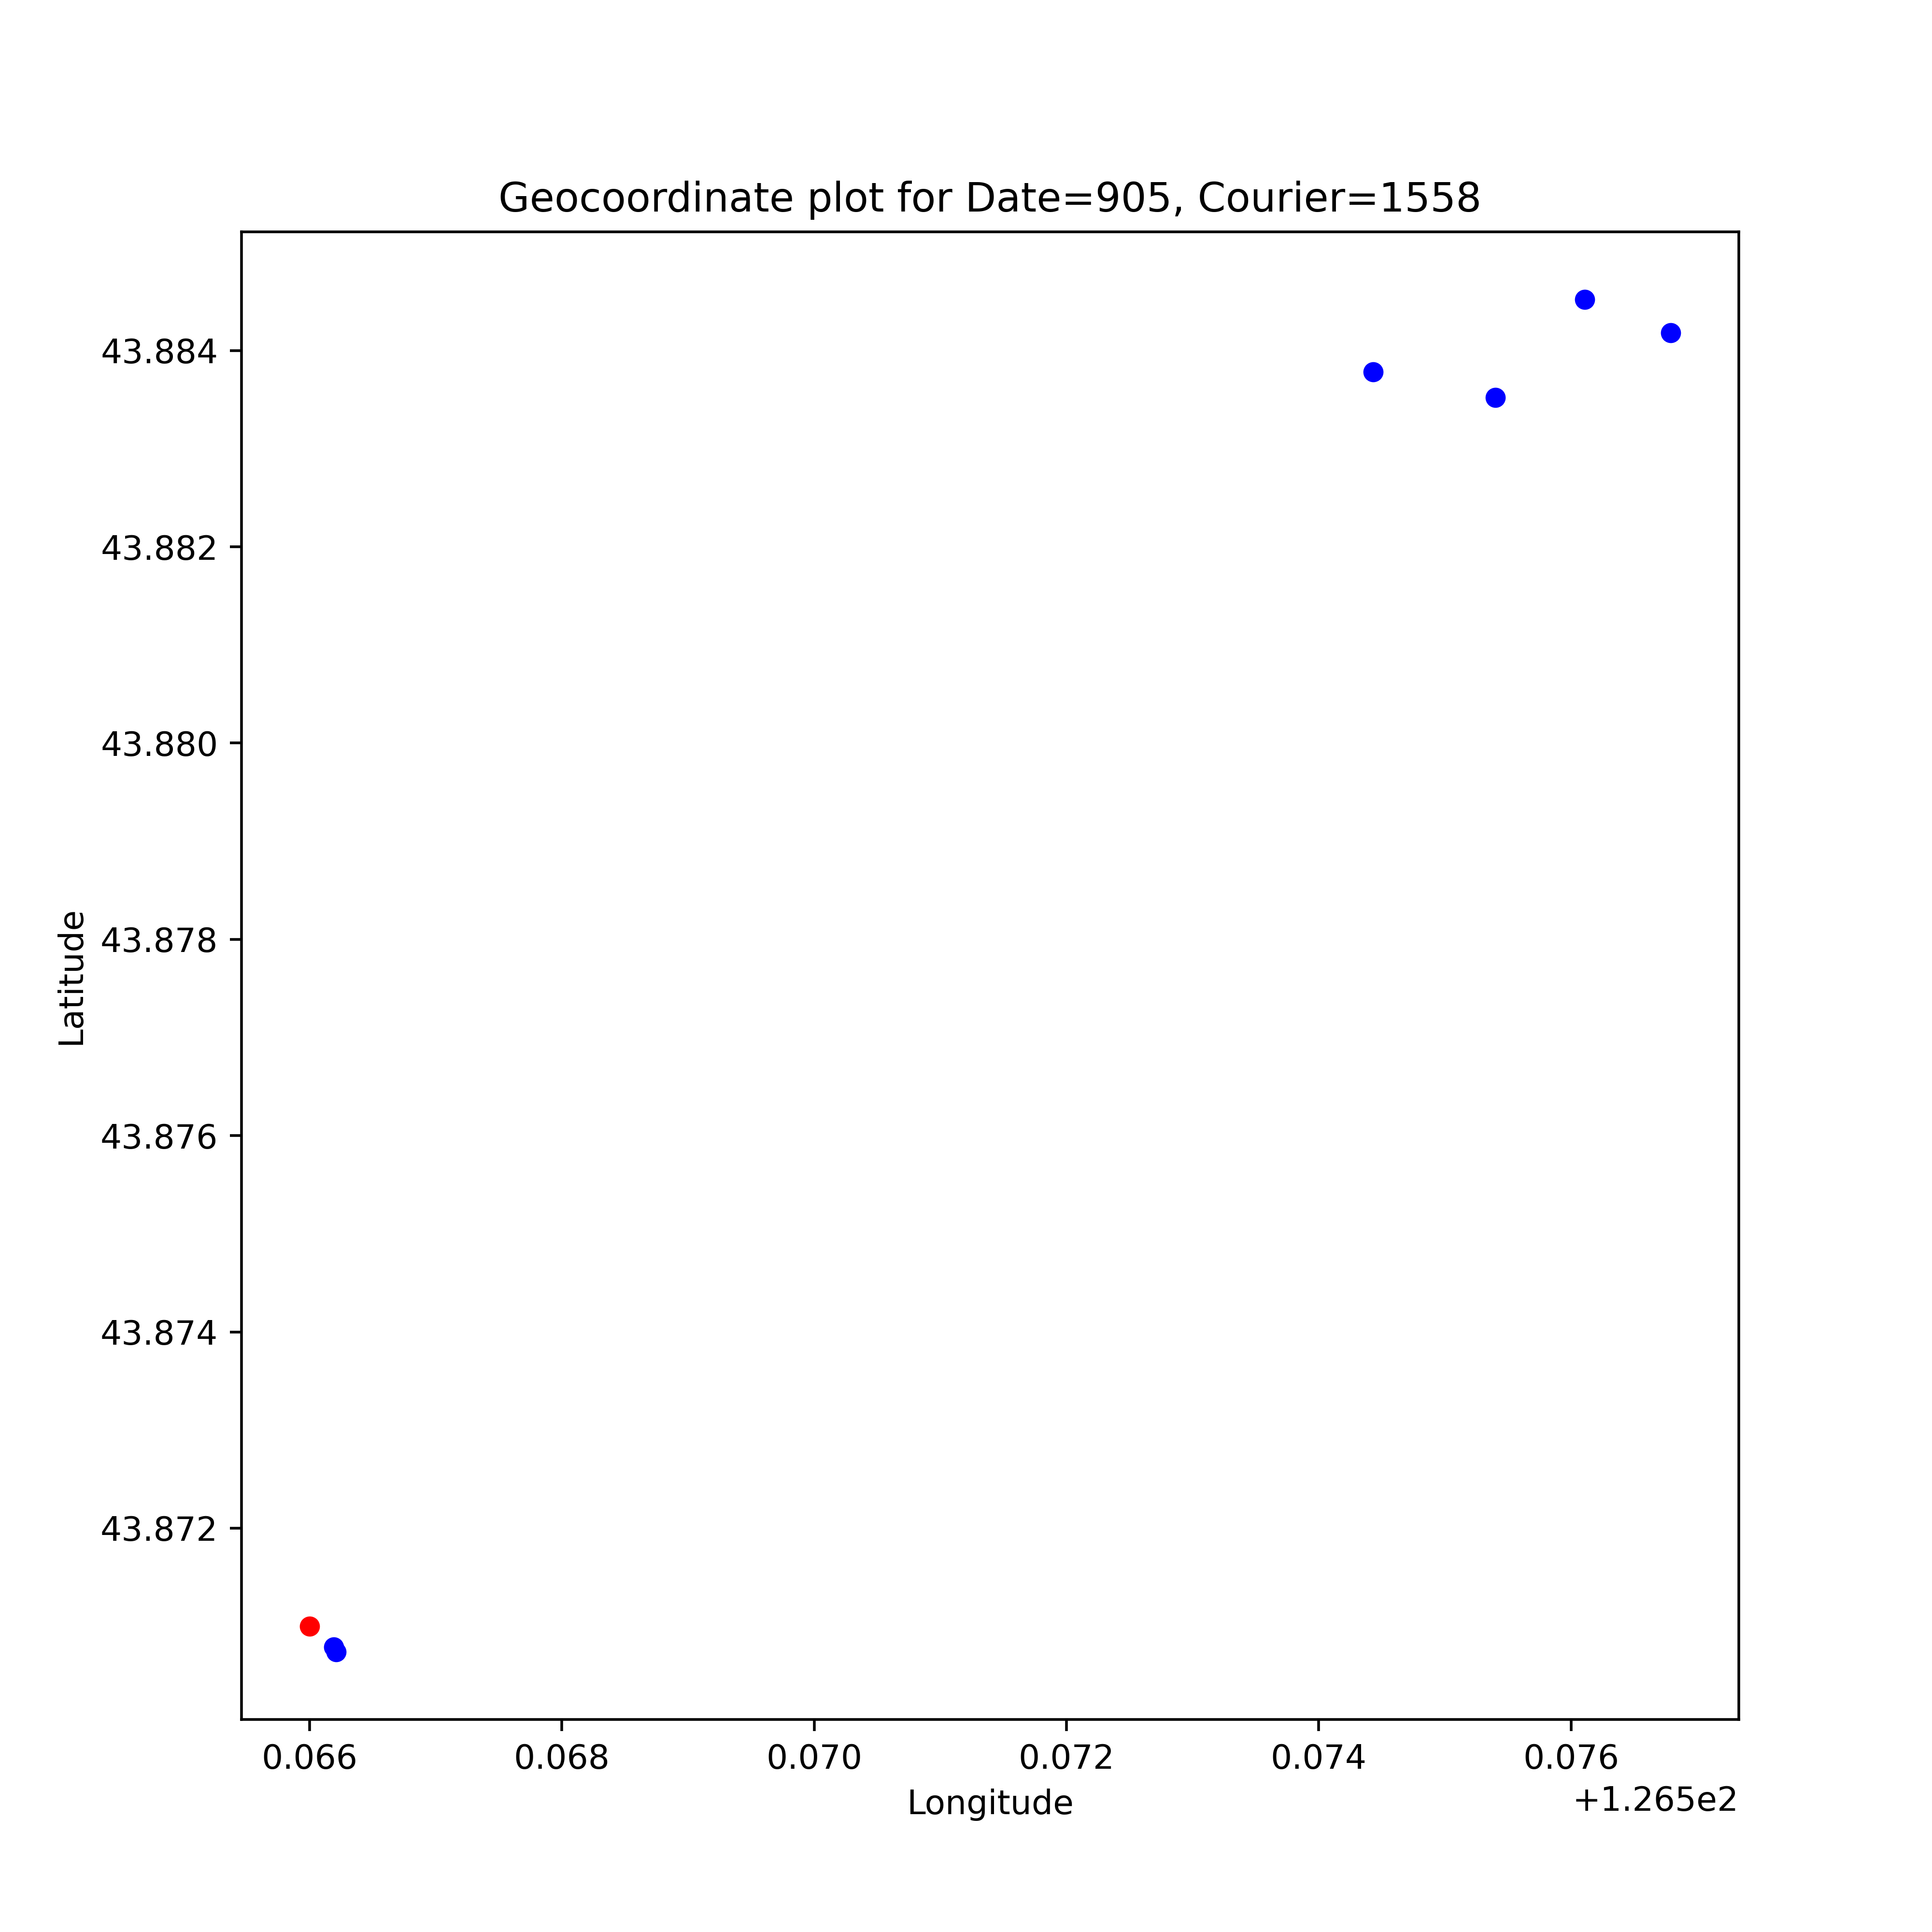 Geocoordinate plot for Date=905, Courier=1558
43.884
43.882
43.880
43.878
43.876
43.874
43.872
Latitude
0.066 0.068 0.070 0.072 0.074 0.076
+1.265e2
Longitude